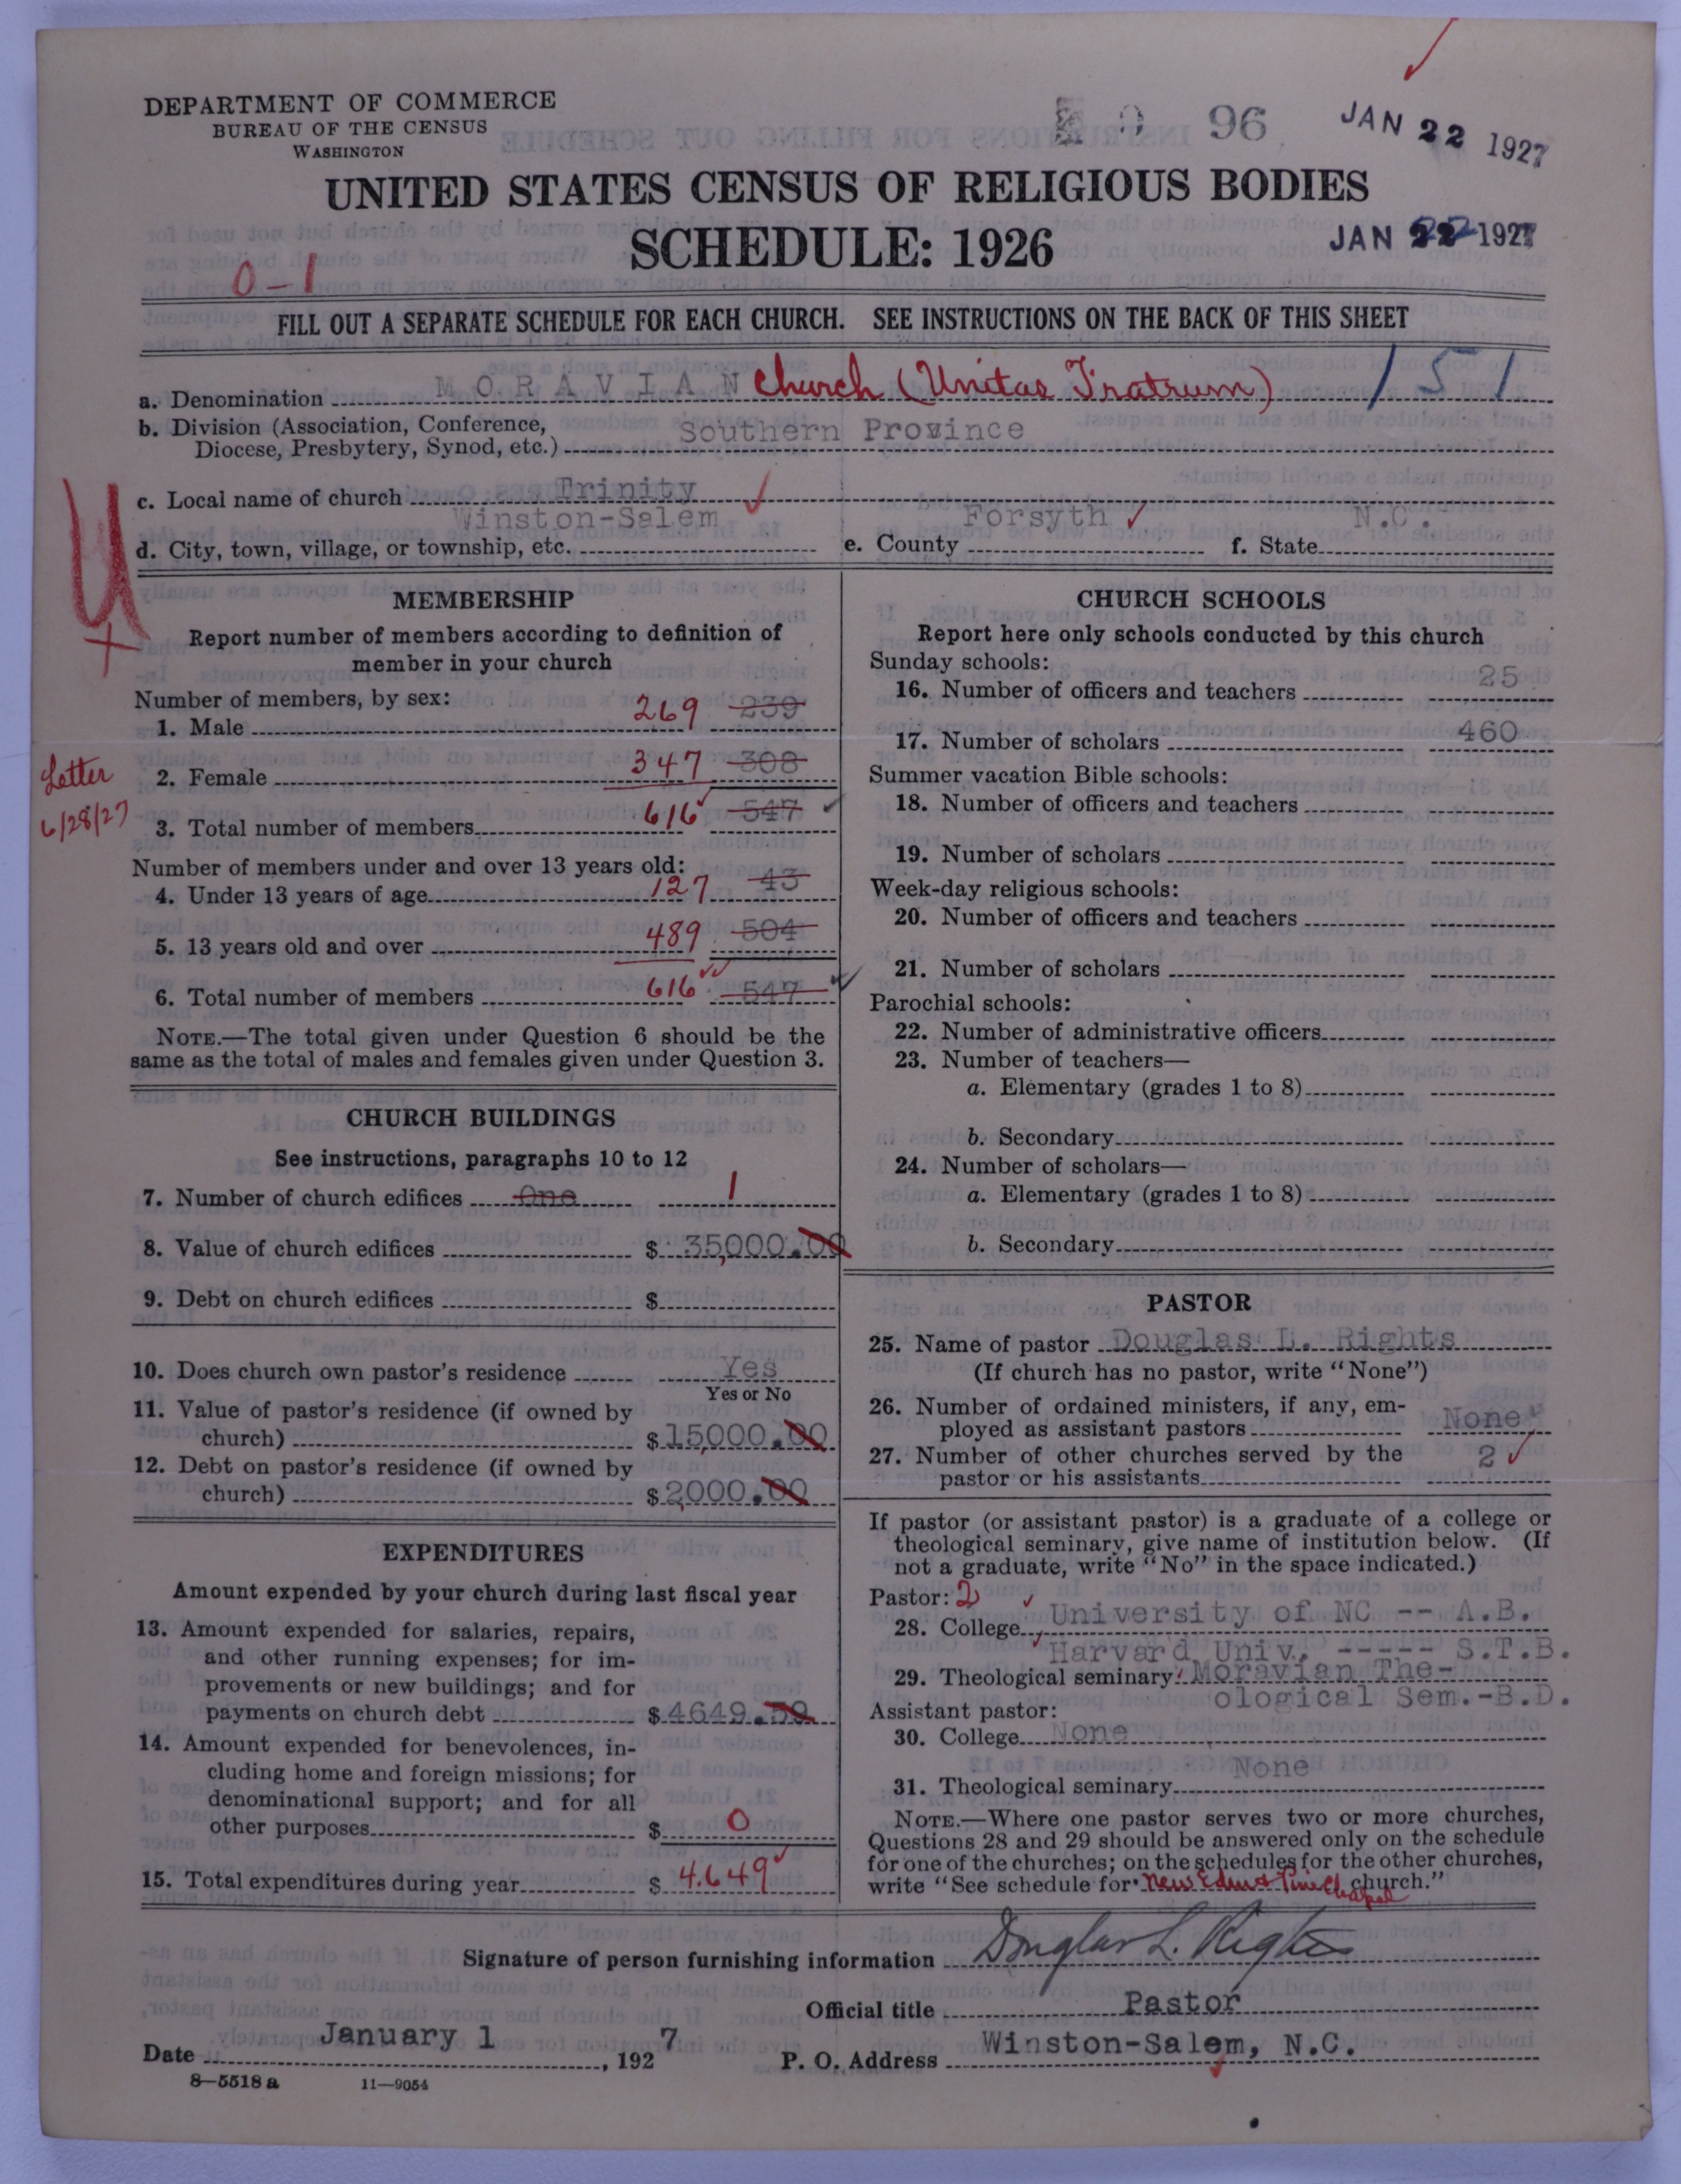 DEPARTMENT OF COMMERCE
BUREAU OF THE CENSUS
WASHINGTON
96
JAN 22 1927
UNITED STATES CENSUS OF RELIGIOUS BODIES
SCHEDULE: 1926
JAN 22 1927
0-1
FILL OUT A SEPARATE SCHEDULE FOR EACH CHURCH. SEE INSTRUCTIONS ON THE BACK OF THIS SHEET
a. Denomination MORAVIAN Church (Unitas Fratrum) 151
b. Division (Association, Conference, Diocese, Presbytery, Synod, etc.) Southern Province
c. Local name of church Trinity
d. City, town, village, or township, etc. Winston-Salem e. County Forsyth f. State N.C.
MEMBERSHIP
Report number of members according to definition of
member in your church
Number of members, by sex:
1. Male 269 239
2. Female 347 308
Letter
6/28/27
3. Total number of members 616 547
Number of members under and over 13 years old:
4. Under 13 years of age 127 43
5. 13 years old and over 489 504
6. Total number of members 616 547
NOTE.—The total given under Question 6 should be the
same as the total of males and females given under Question 3.
CHURCH BUILDINGS
See instructions, paragraphs 10 to 12
7. Number of church edifices One 1
8. Value of church edifices $ 35,000.00
9. Debt on church edifices $
10. Does church own pastor's residence Yes
Yes or No
11. Value of pastor's residence (if owned by
church) $ 15,000.00
12. Debt on pastor's residence (if owned by
church) $ 2,000.00
EXPENDITURES
Amount expended by your church during last fiscal year
13. Amount expended for salaries, repairs,
and other running expenses; for im-
provements or new buildings; and for
payments on church debt $ 4649.59
14. Amount expended for benevolences, in-
cluding home and foreign missions; for
denominational support; and for all
other purposes $ 0
15. Total expenditures during year $ 4.649
CHURCH SCHOOLS
Report here only schools conducted by this church
Sunday schools:
16. Number of officers and teachers 25
17. Number of scholars 460
Summer vacation Bible schools:
18. Number of officers and teachers
19. Number of scholars
Week-day religious schools:
20. Number of officers and teachers
21. Number of scholars
Parochial schools:
22. Number of administrative officers
23. Number of teachers—
a. Elementary (grades 1 to 8)
b. Secondary
24. Number of scholars—
a. Elementary (grades 1 to 8)
b. Secondary
PASTOR
25. Name of pastor Douglas L. Rights
(If church has no pastor, write "None")
26. Number of ordained ministers, if any, em-
ployed as assistant pastors None
27. Number of other churches served by the
pastor or his assistants 2
If pastor (or assistant pastor) is a graduate of a college or
theological seminary, give name of institution below. (If
not a graduate, write "No" in the space indicated.)
Pastor: 2
28. College University of NC -- A.B.
Harvard Univ. ----- S.T.B.
29. Theological seminary Moravian The-
ological Sem.-B.D.
Assistant pastor:
30. College None
31. Theological seminary None
NOTE.—Where one pastor serves two or more churches,
Questions 28 and 29 should be answered only on the schedule
for one of the churches; on the schedules for the other churches,
write "See schedule for New Eden & Pine Chapel church."
Signature of person furnishing information Douglas L. Rights
Official title Pastor
Date January 1, 1927 P. O. Address Winston-Salem, N.C.
8—5518 a 11—9054